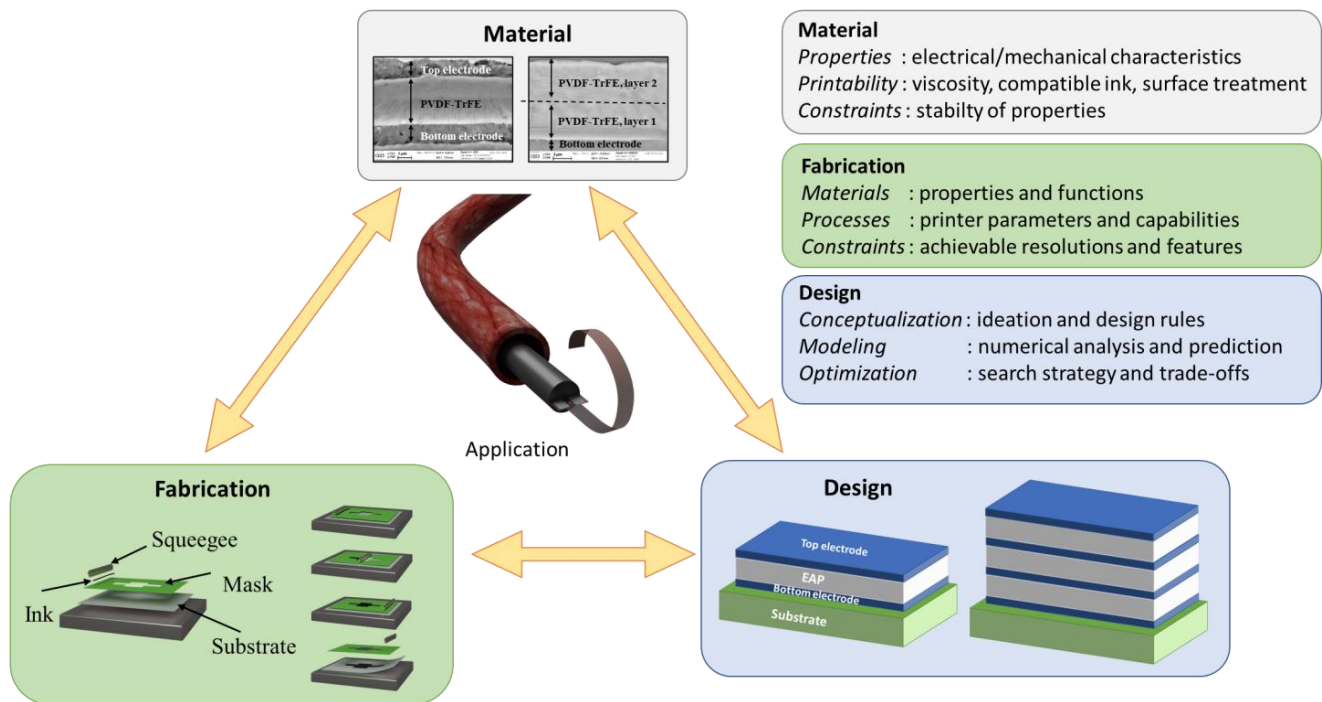 Material
Top electrode
PVDF-TrFE
Bottom electrode
PVDF-TrFE, layer 2
PVDF-TrFE, layer 1
Bottom electrode
Material
Properties : electrical/mechanical characteristics
Printability : viscosity, compatible ink, surface treatment
Constraints : stabilty of properties
Fabrication
Materials : properties and functions
Processes : printer parameters and capabilities
Constraints : achievable resolutions and features
Design
Conceptualization : ideation and design rules
Modeling : numerical analysis and prediction
Optimization : search strategy and trade-offs
Application
Fabrication
Squeegee
Mask
Ink
Substrate
Design
Top electrode
EAP
Bottom electrode
Substrate